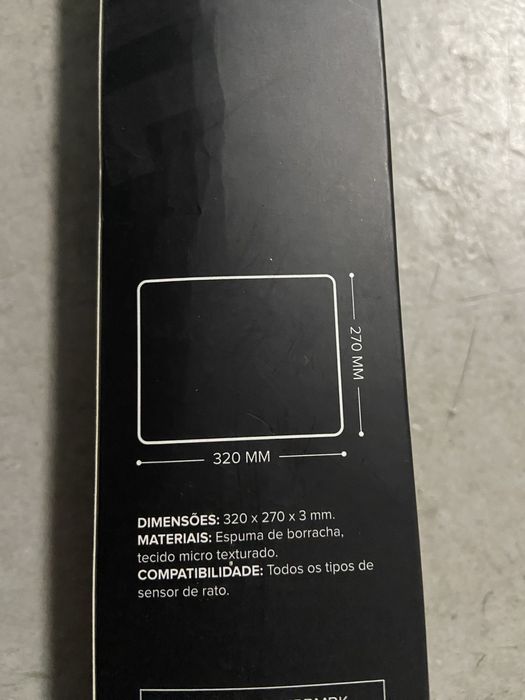 270 MM
320 MM
DIMENSÕES: 320 x 270 x 3 mm.
MATERIAIS: Espuma de borracha,
tecido micro texturado.
COMPATIBILIDADE: Todos os tipos de
sensor de rato.